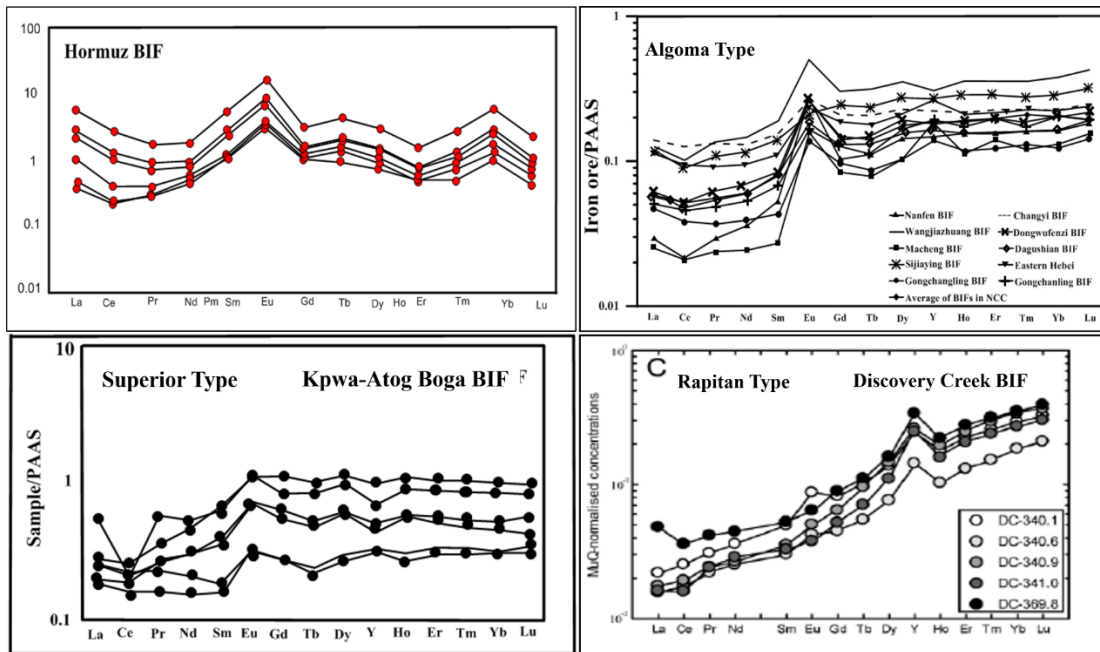 Hormuz BIF
100
10
1
0.1
0.01
La Ce Pr Nd Pm Sm Eu Gd Tb Dy Ho Er Tm Yb Lu
Algoma Type
Iron ore/PAAS
1
0.1
0.01
Nanfen BIF
Changyi BIF
Wangjiazhuang BIF
Dongwufenzi BIF
Macheng BIF
Dagushian BIF
Sijiaying BIF
Eastern Hebei
Gongchangling BIF
Gongchanling BIF
Average of BIFs in NCC
La Ce Pr Nd Sm Eu Gd Tb Dy Y Ho Er Tm Yb Lu
Superior Type
Kpwa-Atog Boga BIF F
Sample/PAAS
10
1
0.1
La Ce Pr Nd Sm Eu Gd Tb Dy Y Ho Er Tm Yb Lu
C
Rapitan Type
Discovery Creek BIF
MuQ-normalised concentrations
10⁰
10⁻¹
10⁻²
DC-340.1
DC-340.6
DC-340.9
DC-341.0
DC-369.8
La Ce Pr Nd Sm Eu Gd Tb Dy Y Ho Er Tm Yb Lu